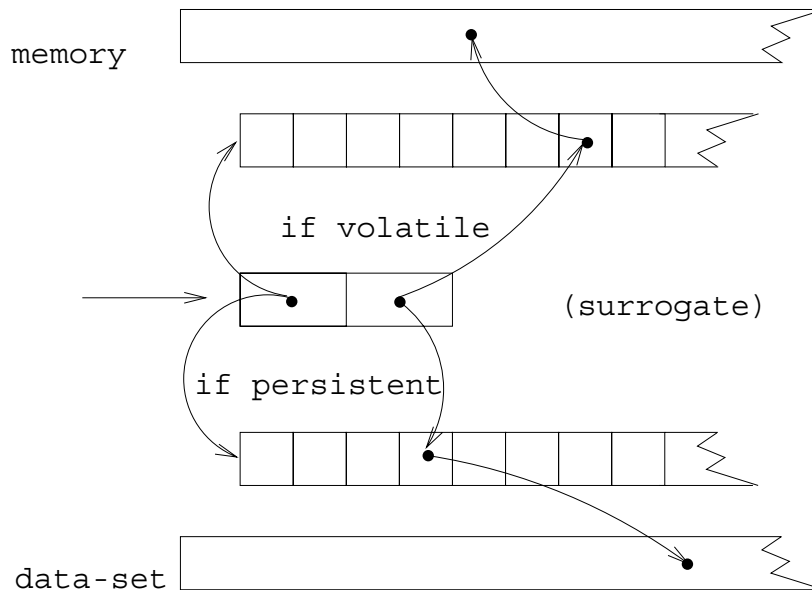 memory
if volatile
(surrogate)
if persistent
data-set